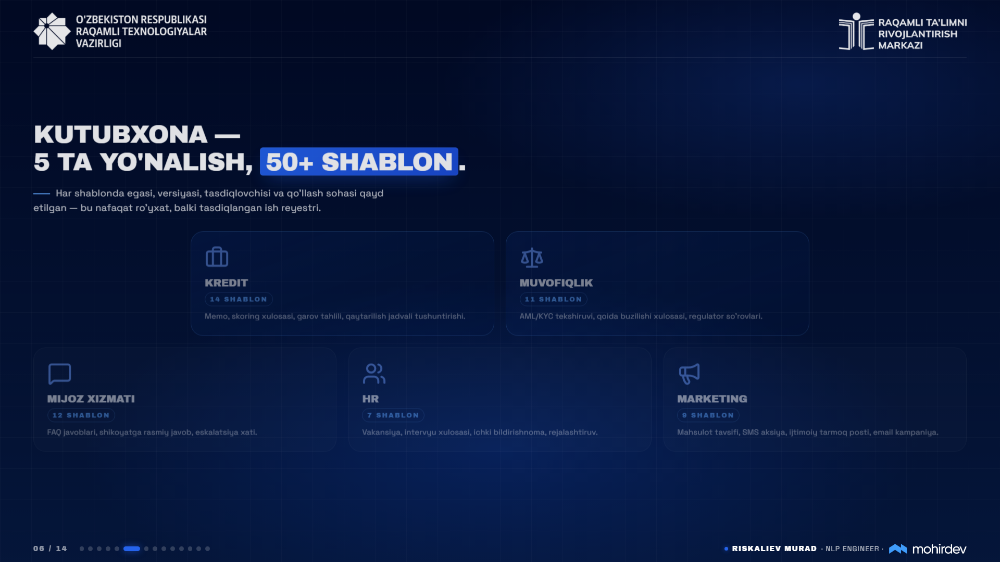 O'ZBEKISTON RESPUBLIKASI
RAQAMLI TEXNOLOGIYALAR
VAZIRLIGI
RAQAMLI TA'LIMNI
RIVOJLANTIRISH
MARKAZI
KUTUBXONA —
5 TA YO'NALISH, 50+ SHABLON.
Har shablonda egasi, versiyasi, tasdiqlovchisi va qo'llash sohasi qayd
etilgan — bu nafaqat ro'yxat, balki tasdiqlangan ish reyestri.
KREDIT
14 SHABLON
Memo, skoring xulosasi, garov tahlili, qaytarilish jadvali tushuntirishi.
MUVOFIQLIK
11 SHABLON
AML/KYC tekshiruvi, qoida buzilishi xulosasi, regulator so'rovlari.
MIJOZ XIZMATI
12 SHABLON
FAQ javoblari, shikoyatga rasmiy javob, eskalatsiya xati.
HR
7 SHABLON
Vakansiya, intervyu xulosasi, ichki bildirishnoma, rejalashtiruv.
MARKETING
9 SHABLON
Mahsulot tavsifi, SMS aksiya, ijtimoiy tarmoq posti, email kampaniya.
06 / 14
RISKALIEV MURAD · NLP ENGINEER · mohirdev